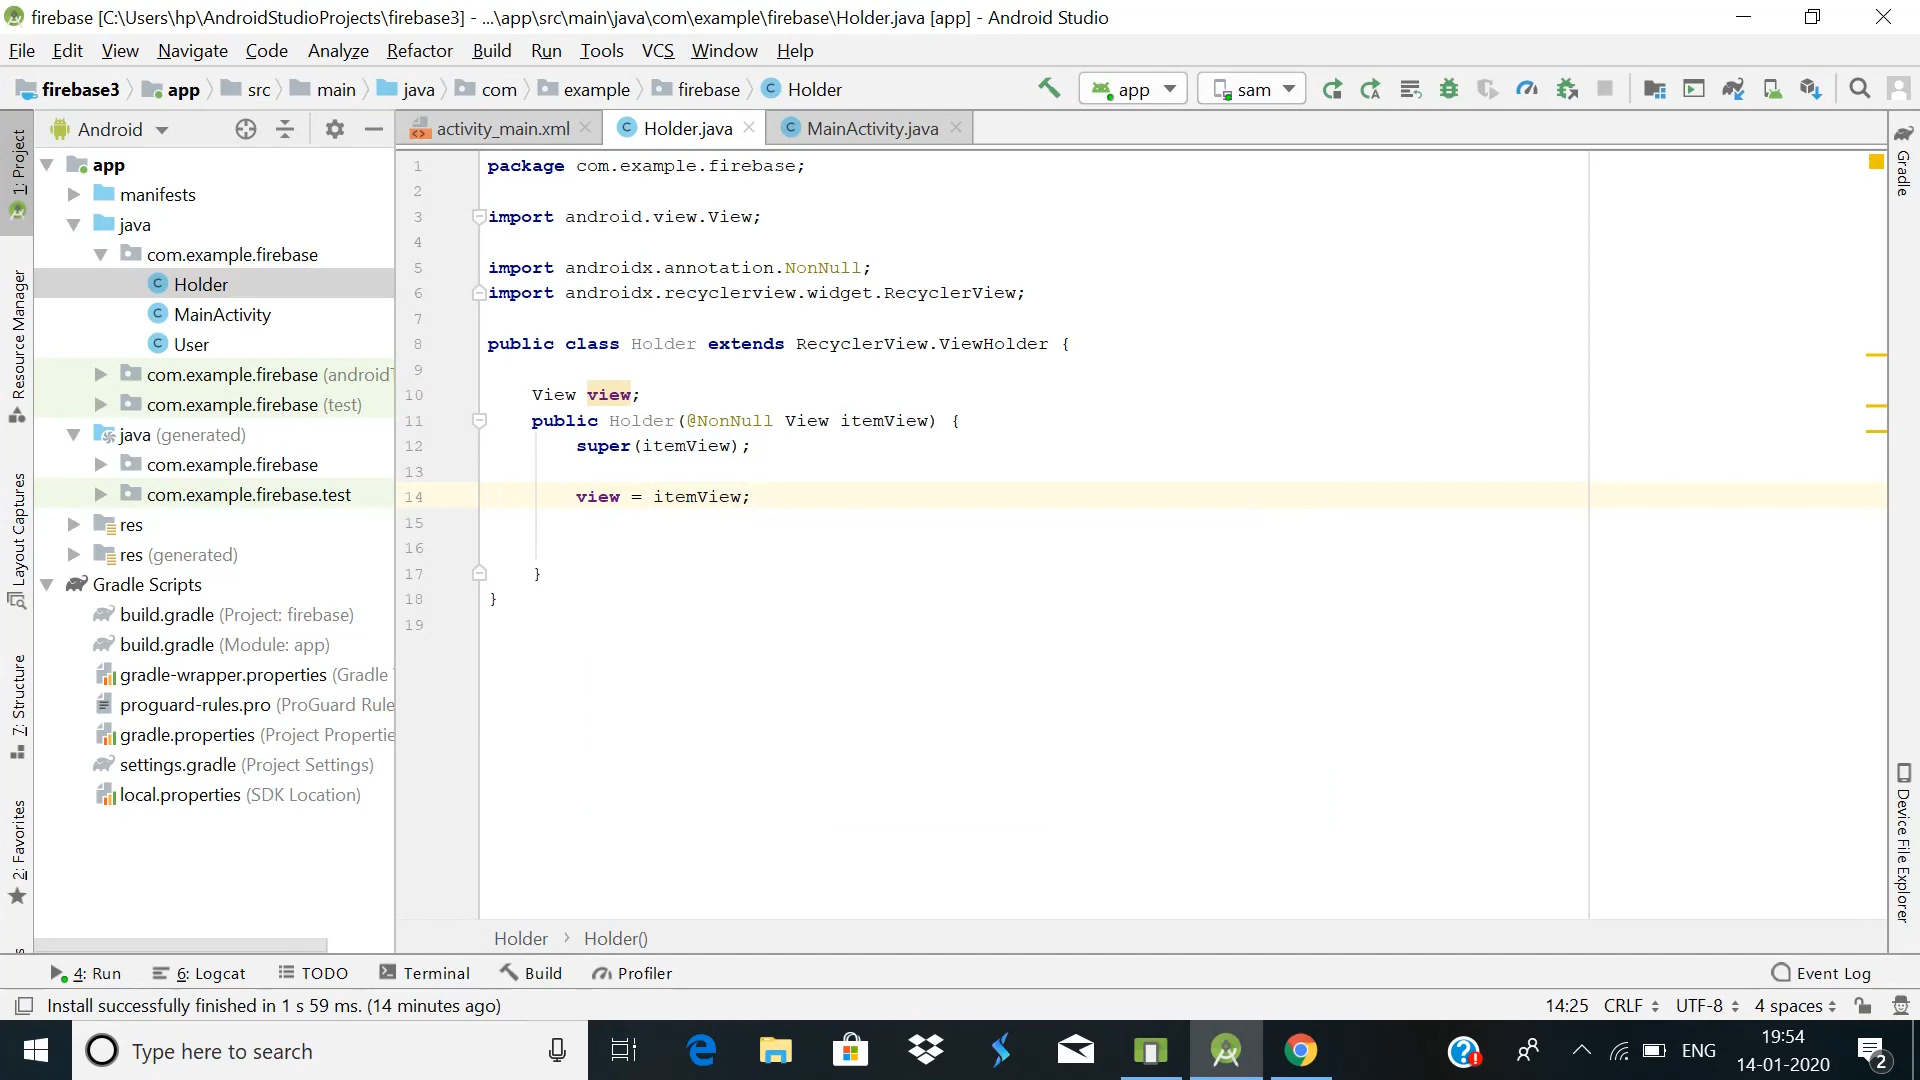 firebase [C:\Users\hp\AndroidStudioProjects\firebase3] - ...\app\src\main\java\com\example\firebase\Holder.java [app] - Android Studio
File Edit View Navigate Code Analyze Refactor Build Run Tools VCS Window Help
firebase3 app src main java com example firebase Holder app sam
Android
activity_main.xml Holder.java MainActivity.java
1: Project
Resource Manager
Layout Captures
7: Structure
2: Favorites
app
manifests
java
com.example.firebase
Holder
MainActivity
User
com.example.firebase (androidT
com.example.firebase (test)
java (generated)
com.example.firebase
com.example.firebase.test
res
res (generated)
Gradle Scripts
build.gradle (Project: firebase)
build.gradle (Module: app)
gradle-wrapper.properties (Gradle
proguard-rules.pro (ProGuard Rule
gradle.properties (Project Propertie
settings.gradle (Project Settings)
local.properties (SDK Location)
1 package com.example.firebase;
2
3 import android.view.View;
4
5 import androidx.annotation.NonNull;
6 import androidx.recyclerview.widget.RecyclerView;
7
8 public class Holder extends RecyclerView.ViewHolder {
9
10 View view;
11 public Holder(@NonNull View itemView) {
12 super(itemView);
13
14 view = itemView;
15
16
17 }
18 }
19
Gradle
Device File Explorer
Holder › Holder()
4: Run 6: Logcat TODO Terminal Build Profiler Event Log
Install successfully finished in 1 s 59 ms. (14 minutes ago) 14:25 CRLF UTF-8 4 spaces
Type here to search
ENG
19:54
14-01-2020
2